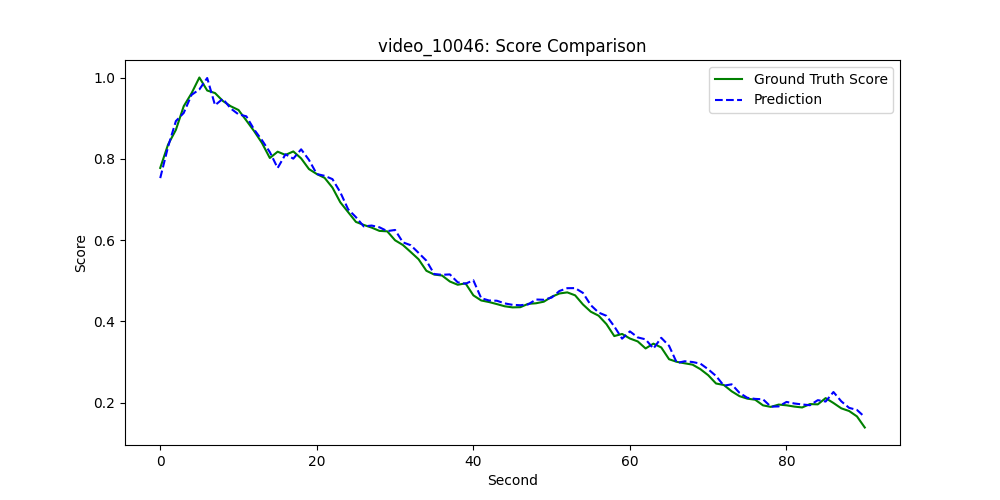 video_10046: Score Comparison
Ground Truth Score
Prediction
1.0
0.8
0.6
0.4
0.2
Score
0 20 40 60 80
Second